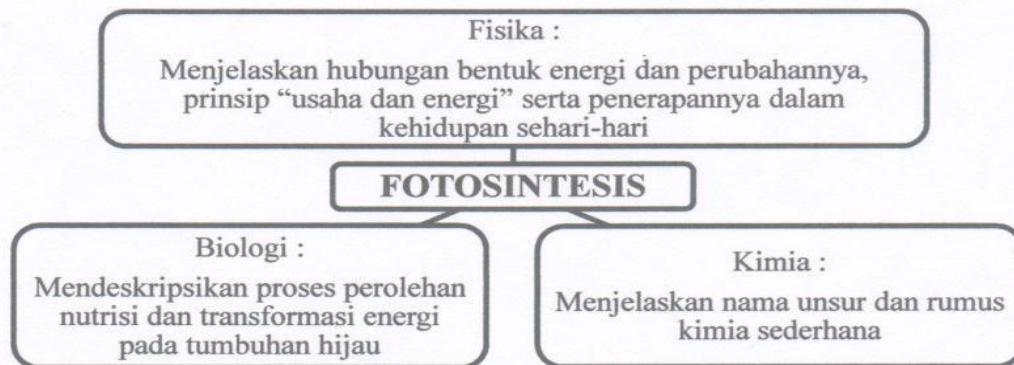 Fisika :
Menjelaskan hubungan bentuk energi dan perubahannya,
prinsip “usaha dan energi” serta penerapannya dalam
kehidupan sehari-hari
FOTOSINTESIS
Biologi :
Mendeskripsikan proses perolehan
nutrisi dan transformasi energi
pada tumbuhan hijau
Kimia :
Menjelaskan nama unsur dan rumus
kimia sederhana